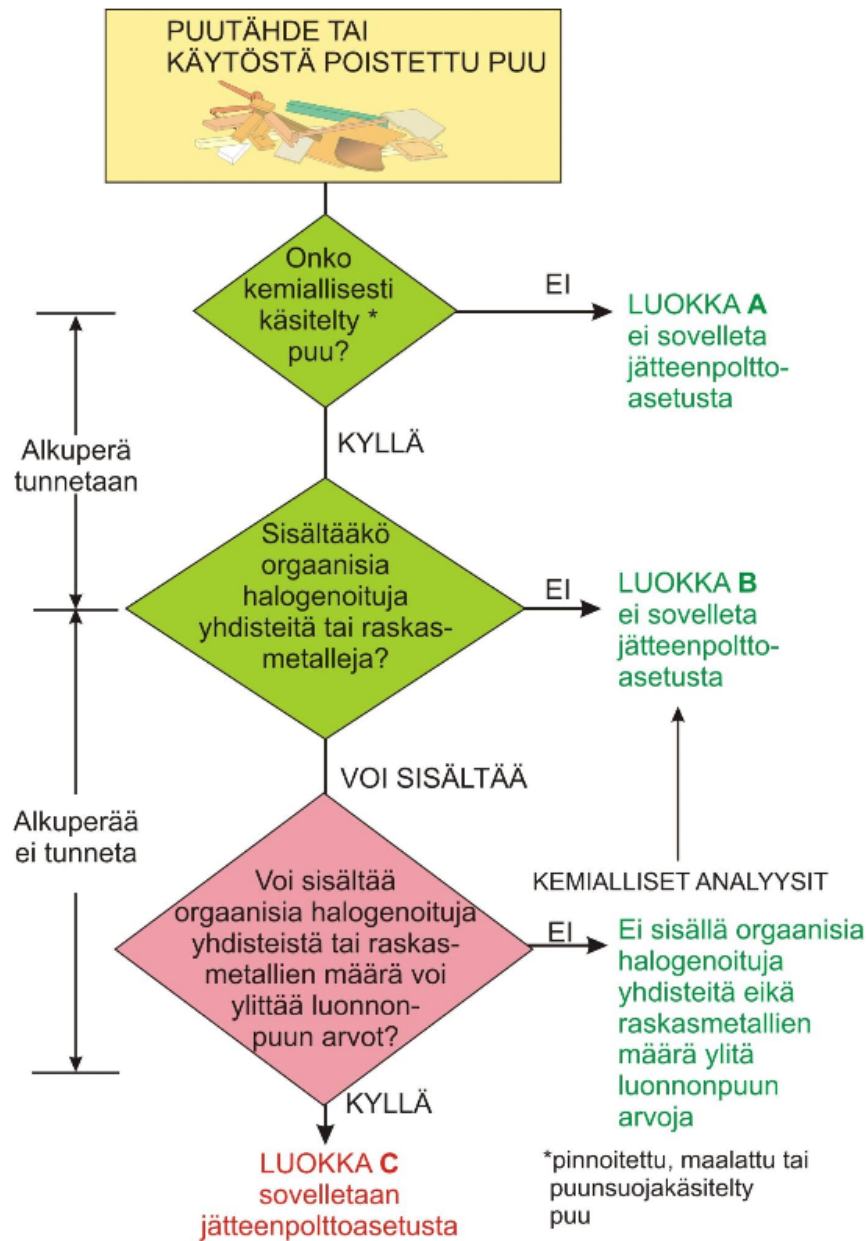 PUUTÄHDE TAI
KÄYTÖSTÄ POISTETTU PUU
Onko
kemiallisesti
käsitelty *
puu?
EI
LUOKKA A
ei sovelleta
jätteenpoltto-
asetusta
Alkuperä
tunnetaan
KYLLÄ
Sisältääkö
orgaanisia
halogenoituja
yhdisteitä tai raskas-
metalleja?
EI
LUOKKA B
ei sovelleta
jätteenpoltto-
asetusta
VOI SISÄLTÄÄ
Alkuperää
ei tunneta
Voi sisältää
orgaanisia halogenoituja
yhdisteistä tai raskas-
metallien määrä voi
ylittää luonnon-
puun arvot?
KEMIALLISET ANALYYSIT
EI
Ei sisällä orgaanisia
halogenoituja
yhdisteitä eikä
raskasmetallien
määrä ylitä
luonnonpuun
arvoja
KYLLÄ
LUOKKA C
sovelletaan
jätteenpolttoasetusta
*pinnoitettu, maalattu tai
puunsuojakäsitelty
puu